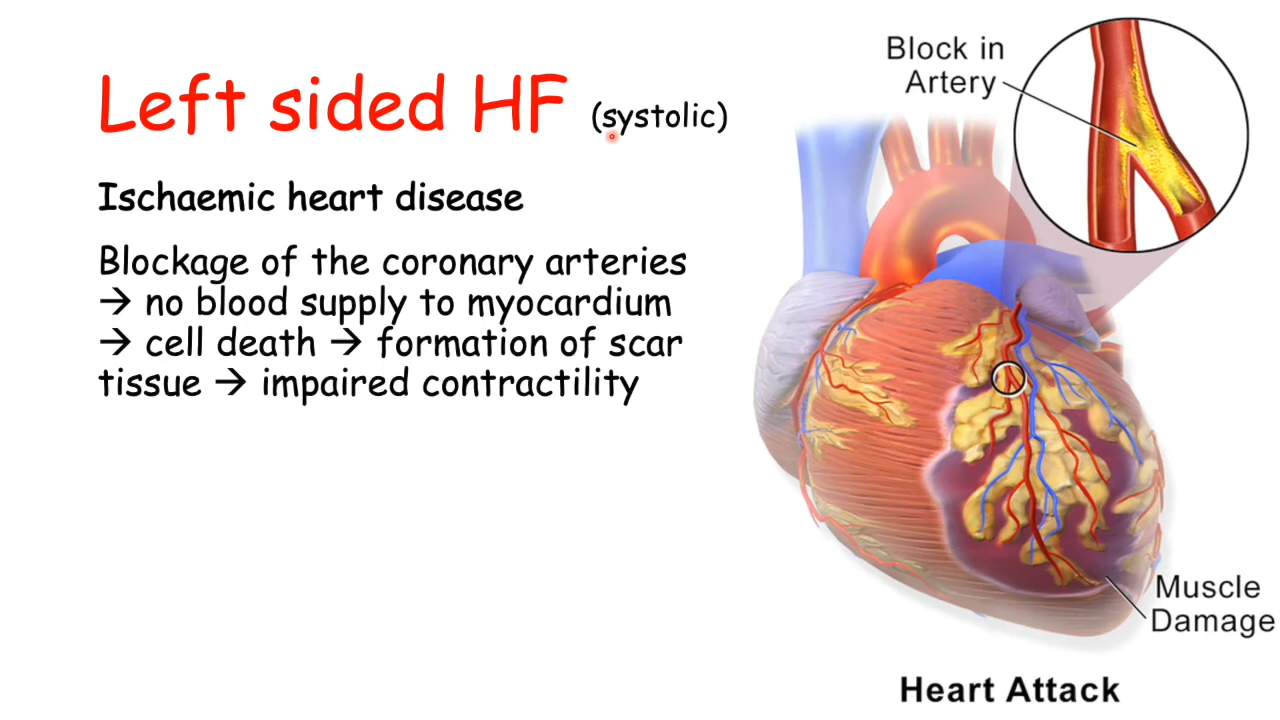 Left sided HF (systolic)
Ischaemic heart disease
Blockage of the coronary arteries
→ no blood supply to myocardium
→ cell death → formation of scar
tissue → impaired contractility
Block in
Artery
Muscle
Damage
Heart Attack